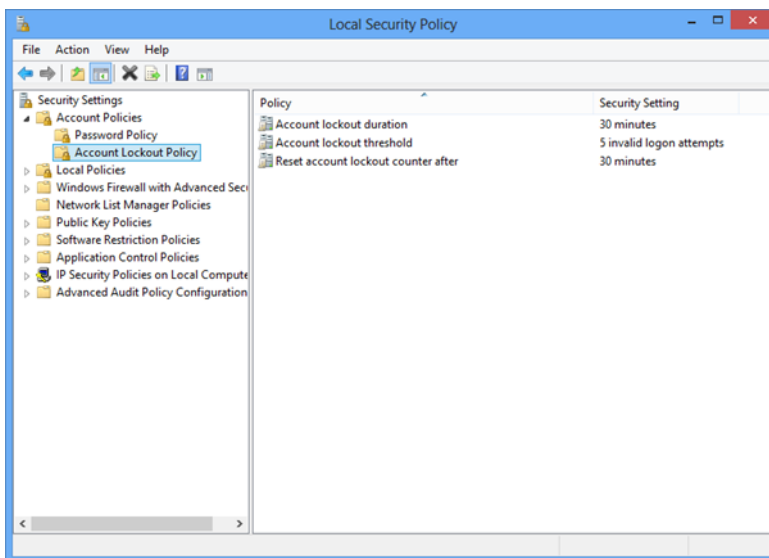 Local Security Policy
File Action View Help
Security Settings
Account Policies
Password Policy
Account Lockout Policy
Local Policies
Windows Firewall with Advanced Secu
Network List Manager Policies
Public Key Policies
Software Restriction Policies
Application Control Policies
IP Security Policies on Local Compute
Advanced Audit Policy Configuration
Policy Security Setting
Account lockout duration 30 minutes
Account lockout threshold 5 invalid logon attempts
Reset account lockout counter after 30 minutes